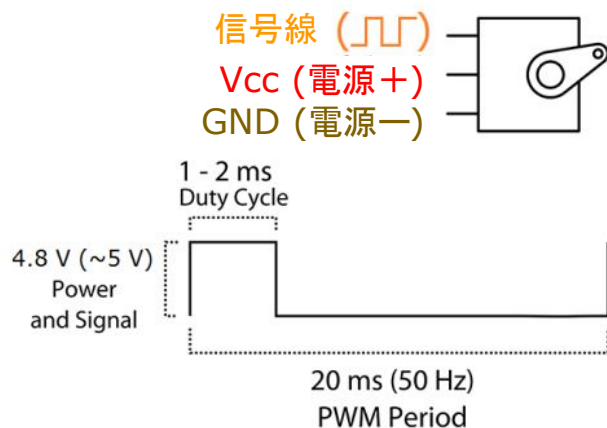 信号線 ( )
Vcc (電源＋)
GND (電源ー)
1 - 2 ms
Duty Cycle
4.8 V (~5 V)
Power
and Signal
20 ms (50 Hz)
PWM Period